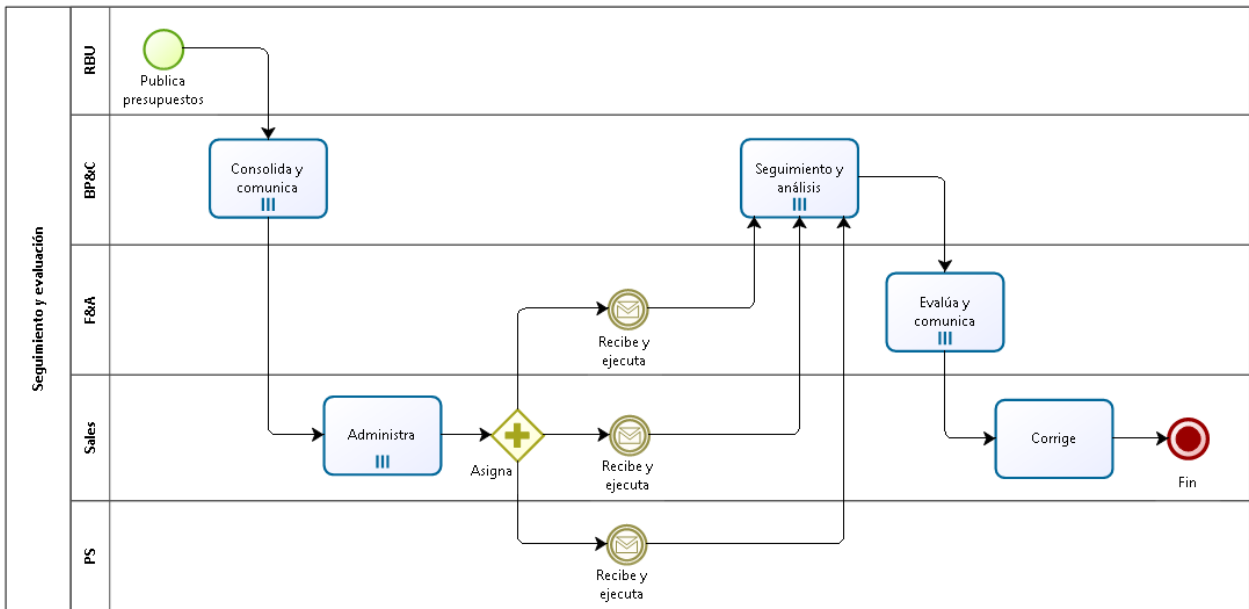 Seguimiento y evaluación
RBU
Publica
presupuestos
BP&C
Consolida y
comunica
Seguimiento y
análisis
F&A
Recibe y
ejecuta
Evalúa y
comunica
Sales
Administra
Asigna
Recibe y
ejecuta
Corrige
Fin
PS
Recibe y
ejecuta